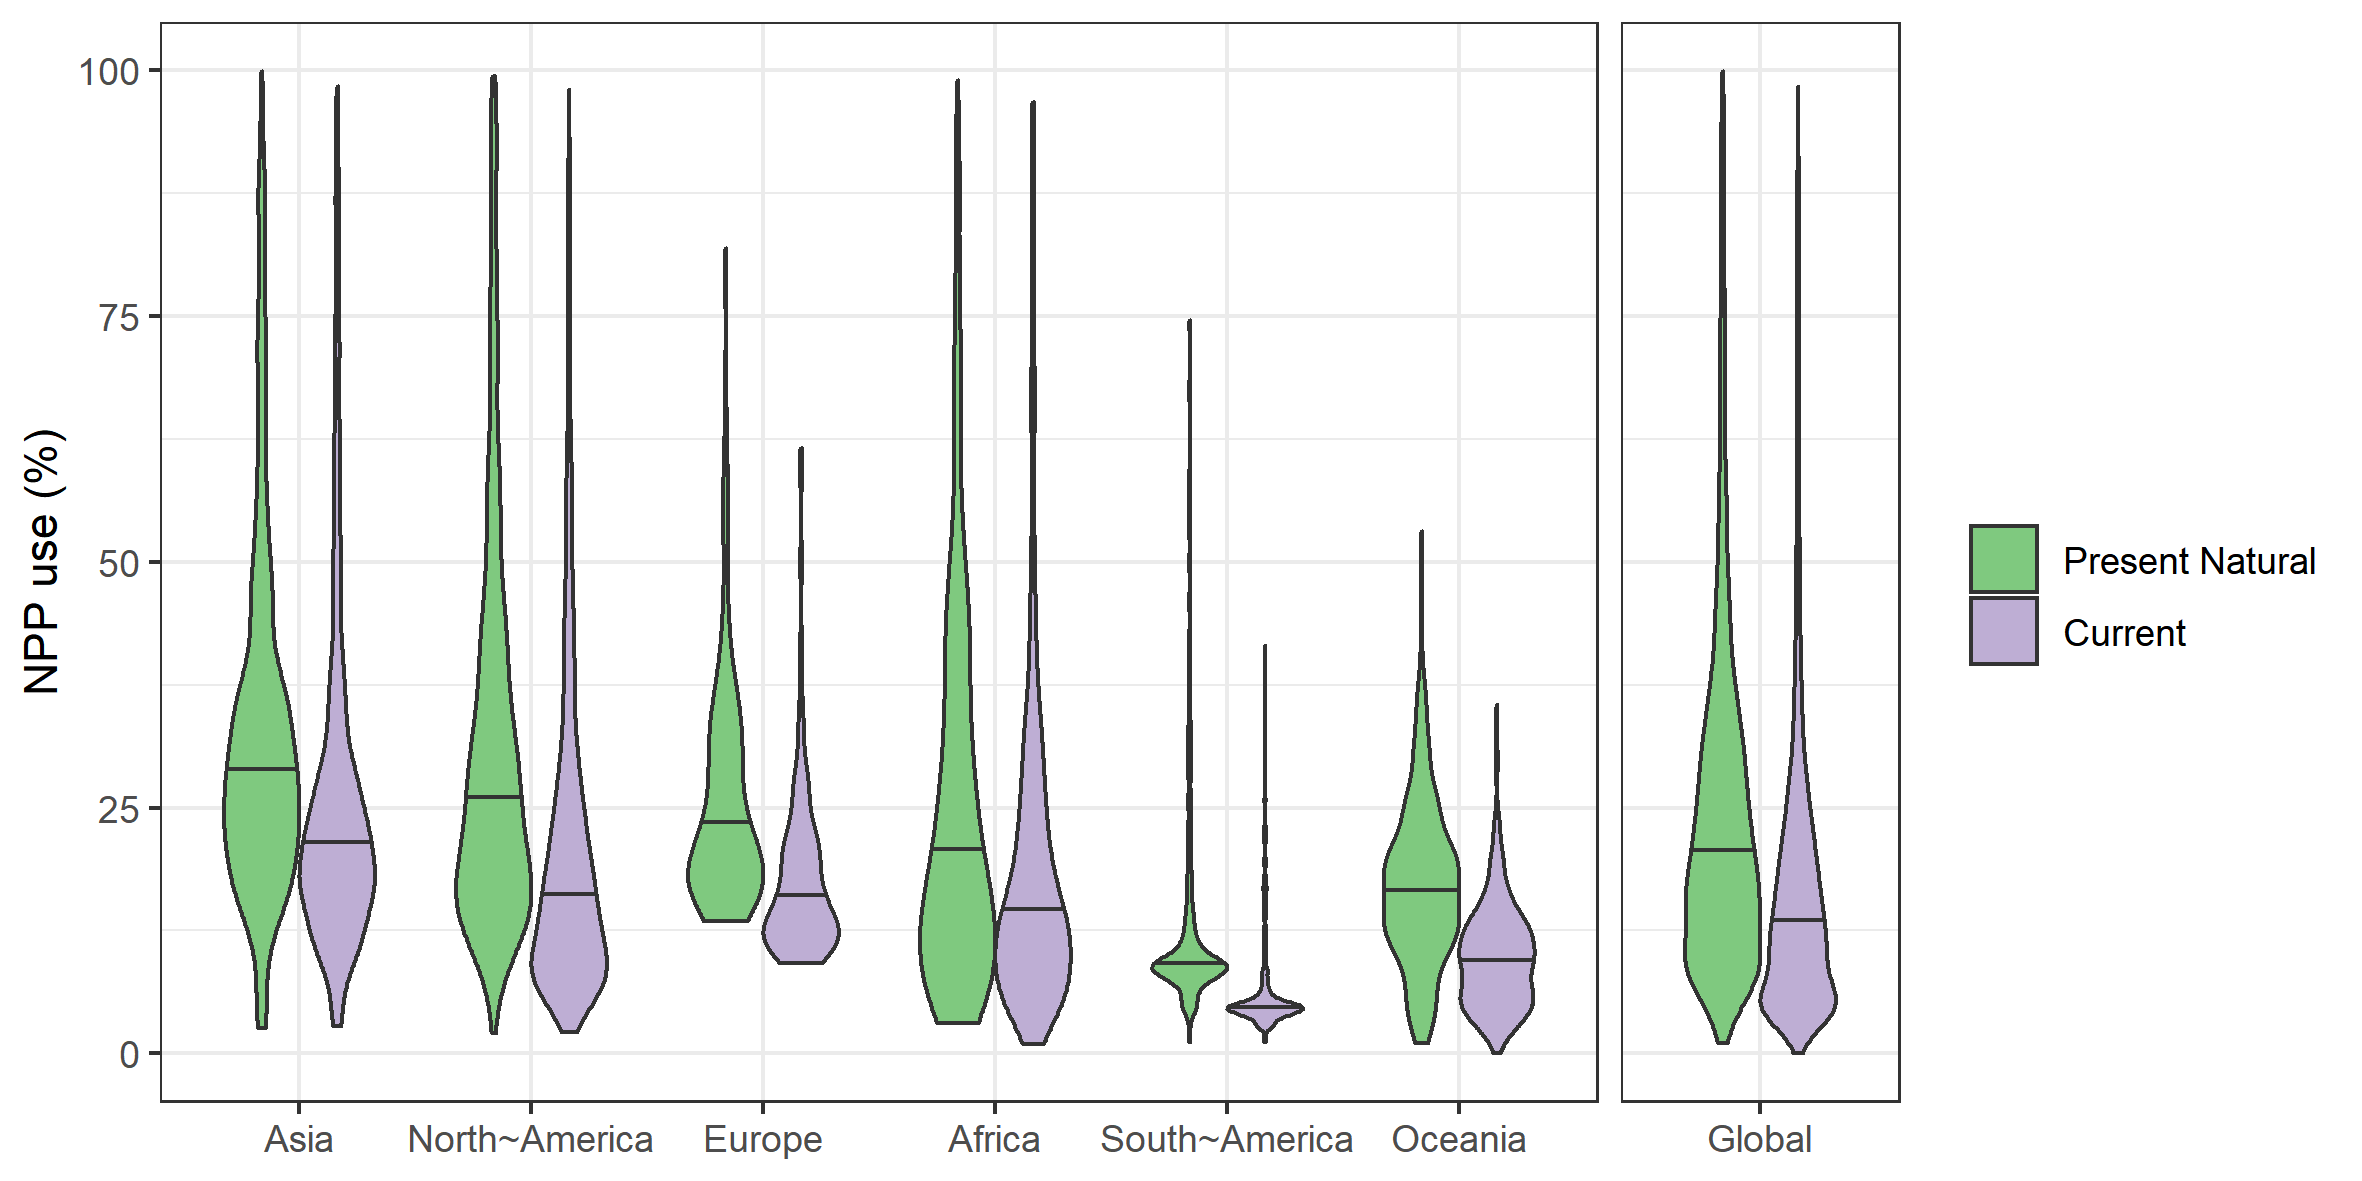 NPP use (%)
100
75
50
25
0
Asia
North~America
Europe
Africa
South~America
Oceania
Global
Present Natural
Current